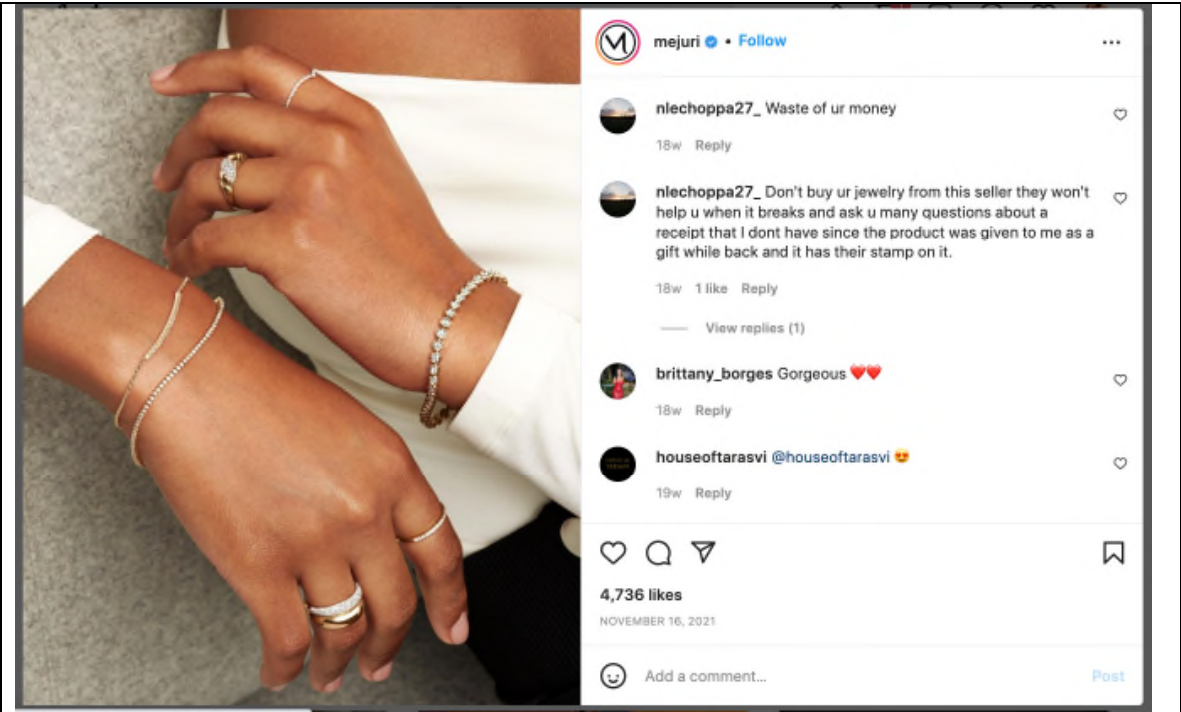 mejuri • Follow
nlechoppa27_ Waste of ur money
18w Reply
nlechoppa27_ Don't buy ur jewelry from this seller they won't
help u when it breaks and ask u many questions about a
receipt that I dont have since the product was given to me as a
gift while back and it has their stamp on it.
18w 1 like Reply
View replies (1)
brittany_borges Gorgeous ❤️❤️
18w Reply
houseoftarasvi @houseoftarasvi 😍
19w Reply
4,736 likes
NOVEMBER 16, 2021
Add a comment...
Post